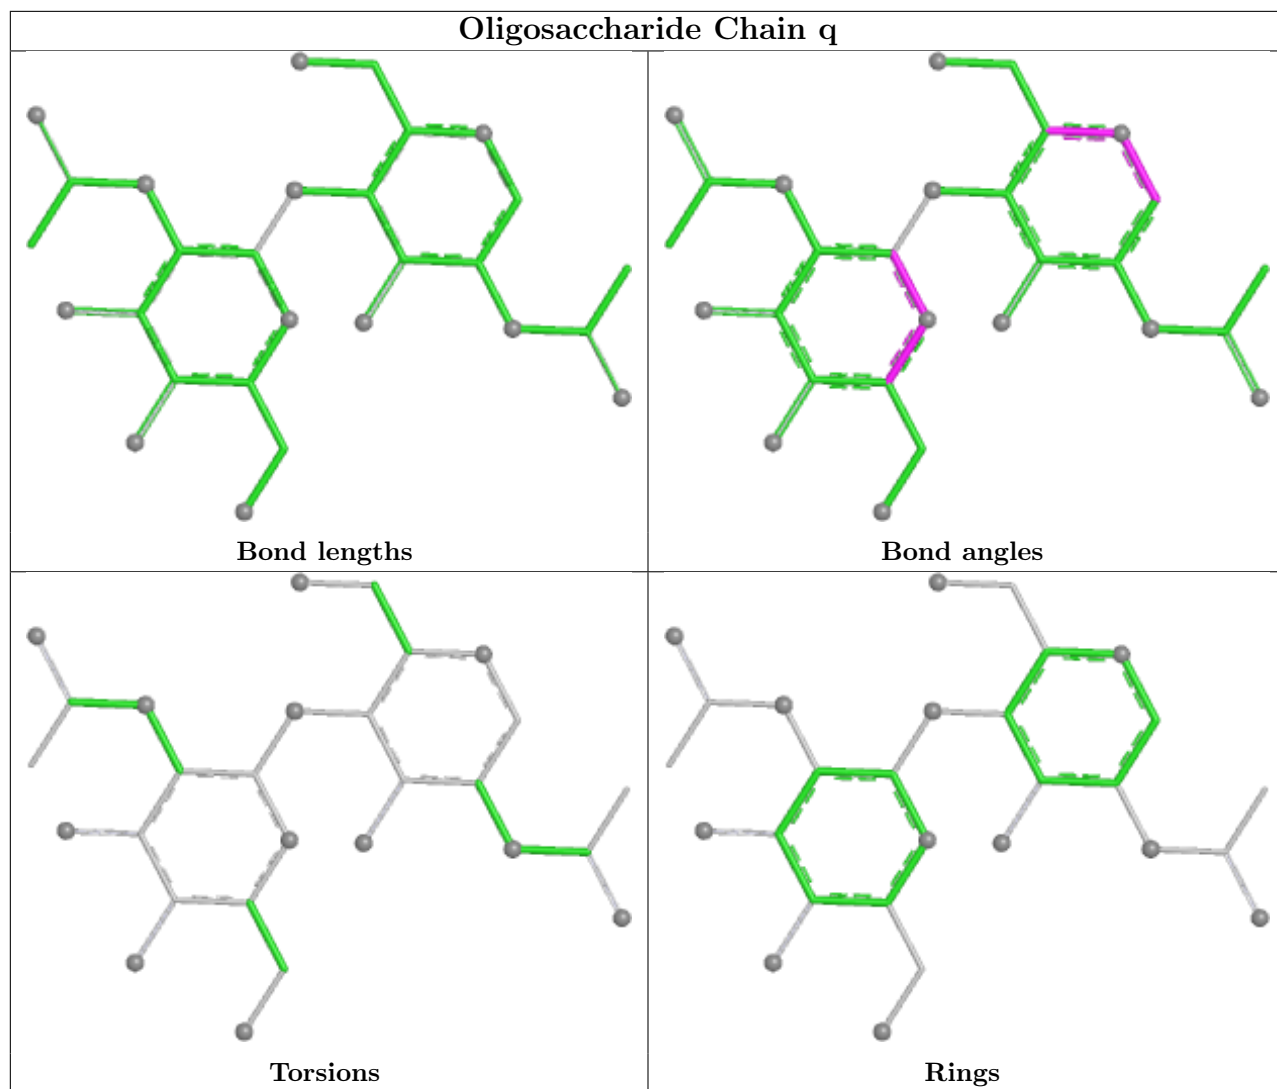 Oligosaccharide Chain q
Bond lengths
Bond angles
Torsions
Rings